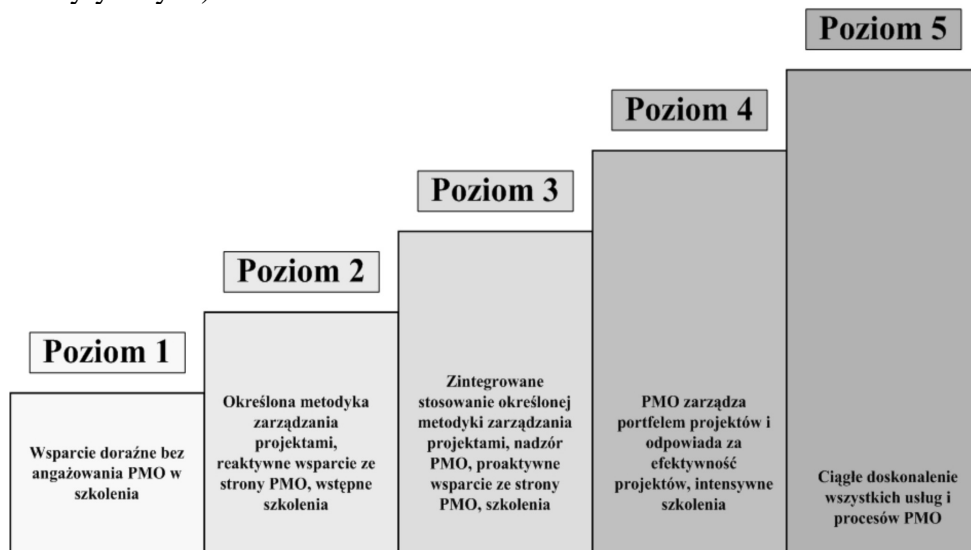 Poziom 5
Poziom 4
Poziom 3
Poziom 2
Poziom 1
Wsparcie doraźne bez
angażowania PMO w
szkolenia
Określona metodyka
zarządzania
projektami,
reaktywne wsparcie ze
strony PMO, wstępne
szkolenia
Zintegrowane
stosowanie określonej
metodyki zarządzania
projektami, nadzór
PMO, proaktywne
wsparcie ze strony
PMO, szkolenia
PMO zarządza
portfelem projektów i
odpowiada za
efektywność
projektów, intensywne
szkolenia
Ciągłe doskonalenie
wszystkich usług i
procesów PMO